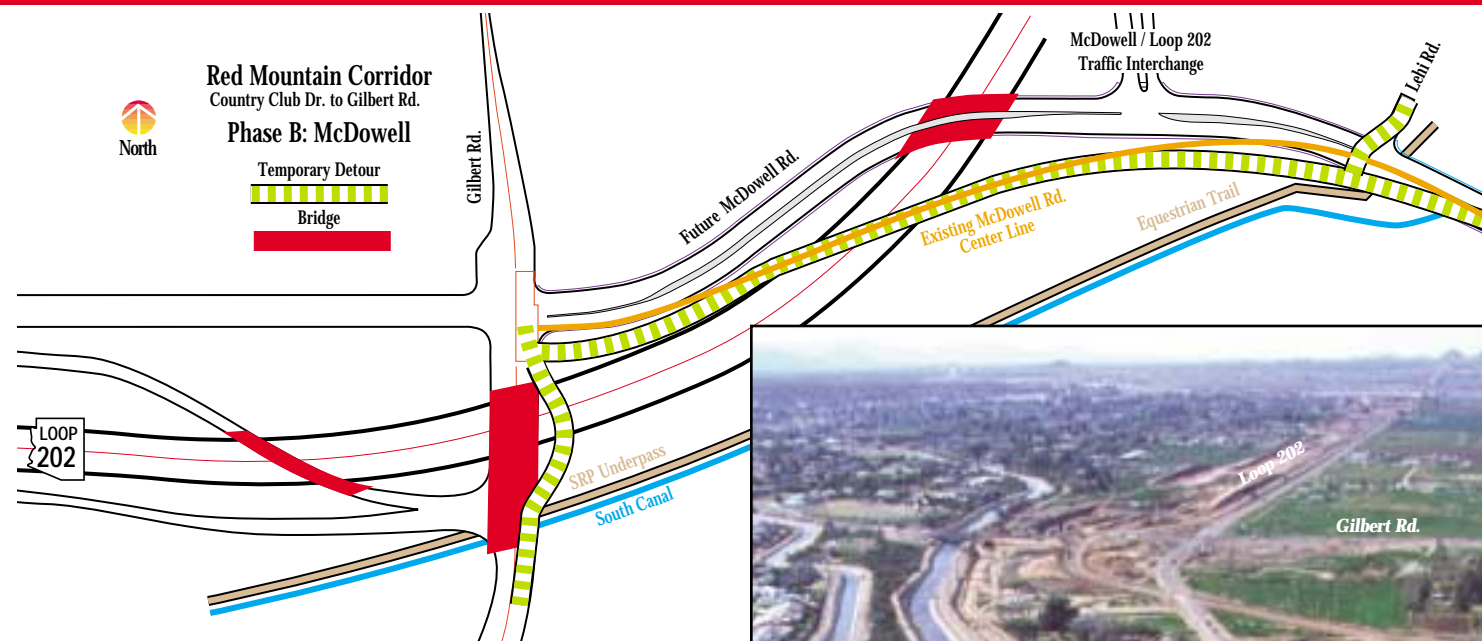 Red Mountain Corridor
Country Club Dr. to Gilbert Rd.
Phase B: McDowell
North
Temporary Detour
Bridge
Gilbert Rd.
Future McDowell Rd.
McDowell / Loop 202
Traffic Interchange
Lehi Rd.
Existing McDowell Rd.
Center Line
Equestrian Trail
LOOP
202
SRP Underpass
South Canal
Loop 202
Gilbert Rd.